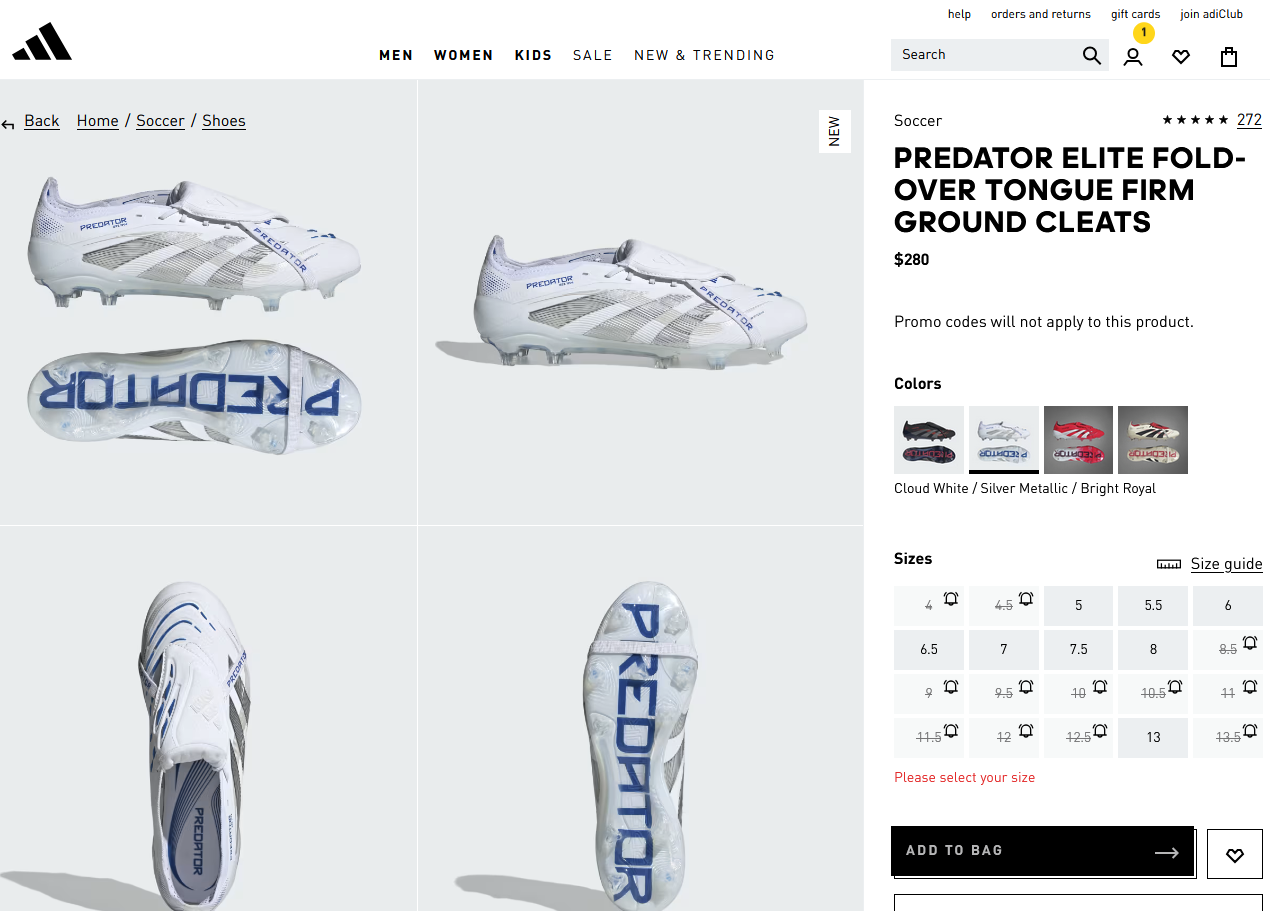 help orders and returns gift cards join adiClub
1
MEN WOMEN KIDS SALE NEW & TRENDING
Search
Back Home / Soccer / Shoes
NEW
Soccer
272
PREDATOR ELITE FOLD-
OVER TONGUE FIRM
GROUND CLEATS
$280
Promo codes will not apply to this product.
Colors
Cloud White / Silver Metallic / Bright Royal
Sizes
Size guide
4 4.5 5 5.5 6
6.5 7 7.5 8 8.5
9 9.5 10 10.5 11
11.5 12 12.5 13 13.5
Please select your size
ADD TO BAG
PREDATOR
PREDATOR
PREDATOR
PREDATOR
PREDATOR
PREDATOR
PREDATOR
PREDATOR